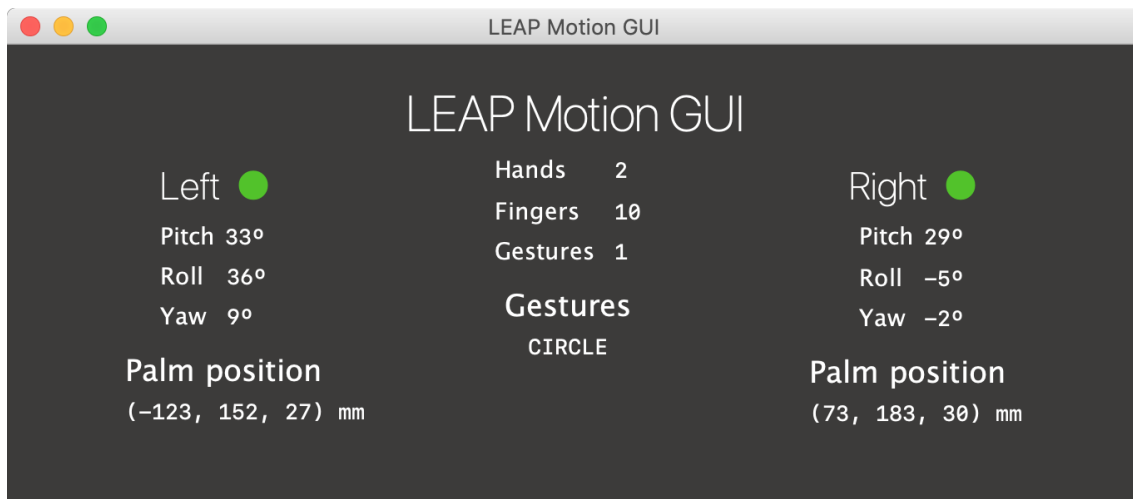 LEAP Motion GUI
LEAP Motion GUI
Left
Pitch 33º
Roll 36º
Yaw 9º
Palm position
(-123, 152, 27) mm
Hands 2
Fingers 10
Gestures 1
Gestures
CIRCLE
Right
Pitch 29º
Roll -5º
Yaw -2º
Palm position
(73, 183, 30) mm